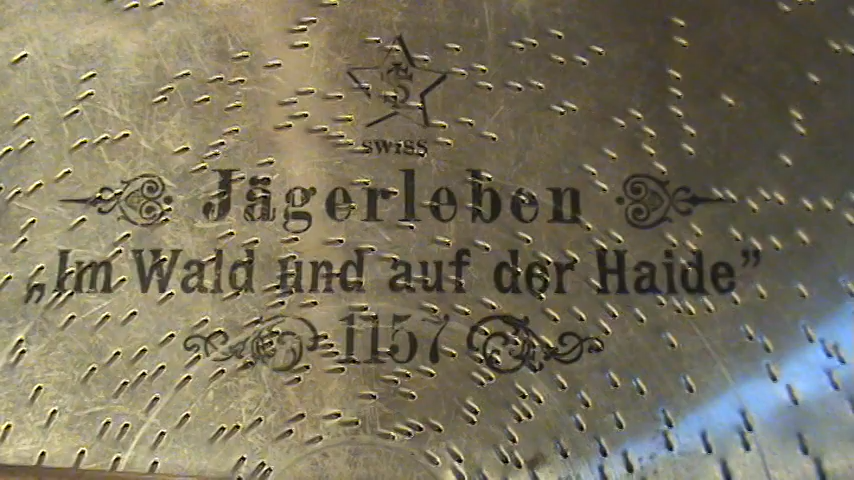 SWISS
Jägerleben
„Im Wald und auf der Haide”
1157